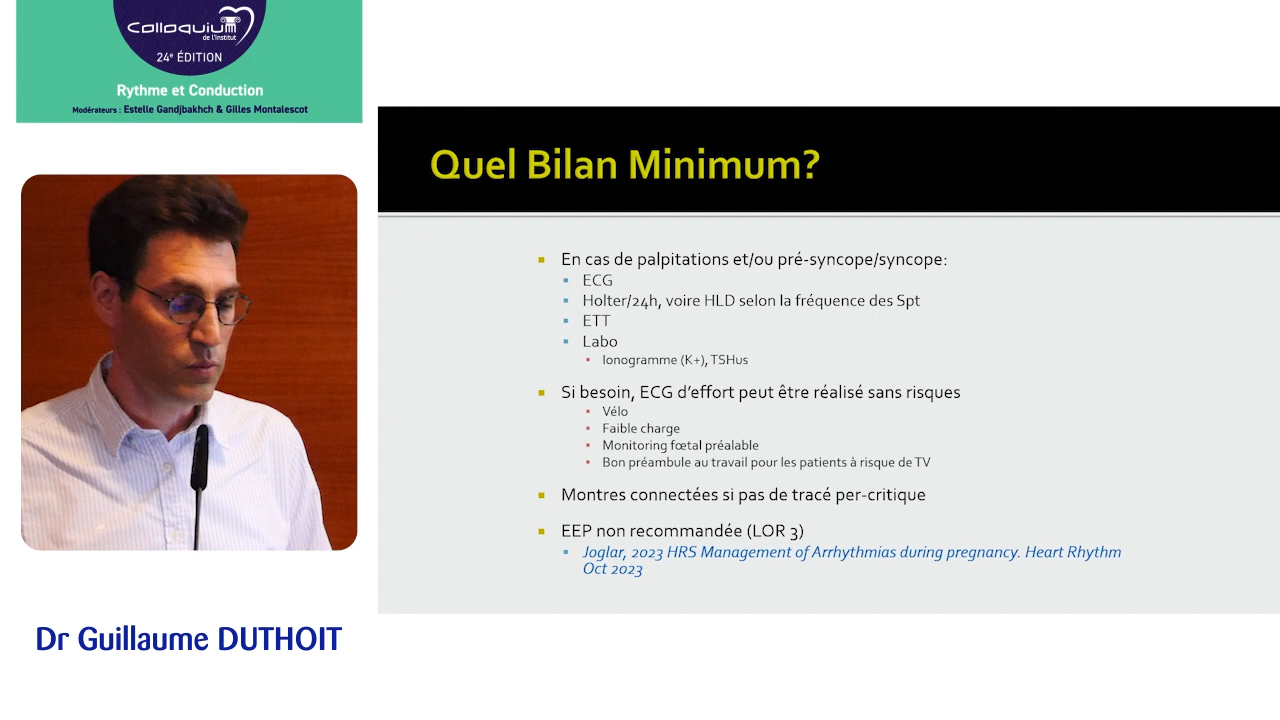 Colloquium
de l'Institut
24e ÉDITION
Rythme et Conduction
Modérateurs : Estelle Gandjbakhch & Gilles Montalescot
Dr Guillaume DUTHOIT
Quel Bilan Minimum?
En cas de palpitations et/ou pré-syncope/syncope:
ECG
Holter/24h, voire HLD selon la fréquence des Spt
ETT
Labo
Ionogramme (K+), TSHus
Si besoin, ECG d'effort peut être réalisé sans risques
Vélo
Faible charge
Monitoring fœtal préalable
Bon préambule au travail pour les patients à risque de TV
Montres connectées si pas de tracé per-critique
EEP non recommandée (LOR 3)
Joglar, 2023 HRS Management of Arrhythmias during pregnancy. Heart Rhythm
Oct 2023